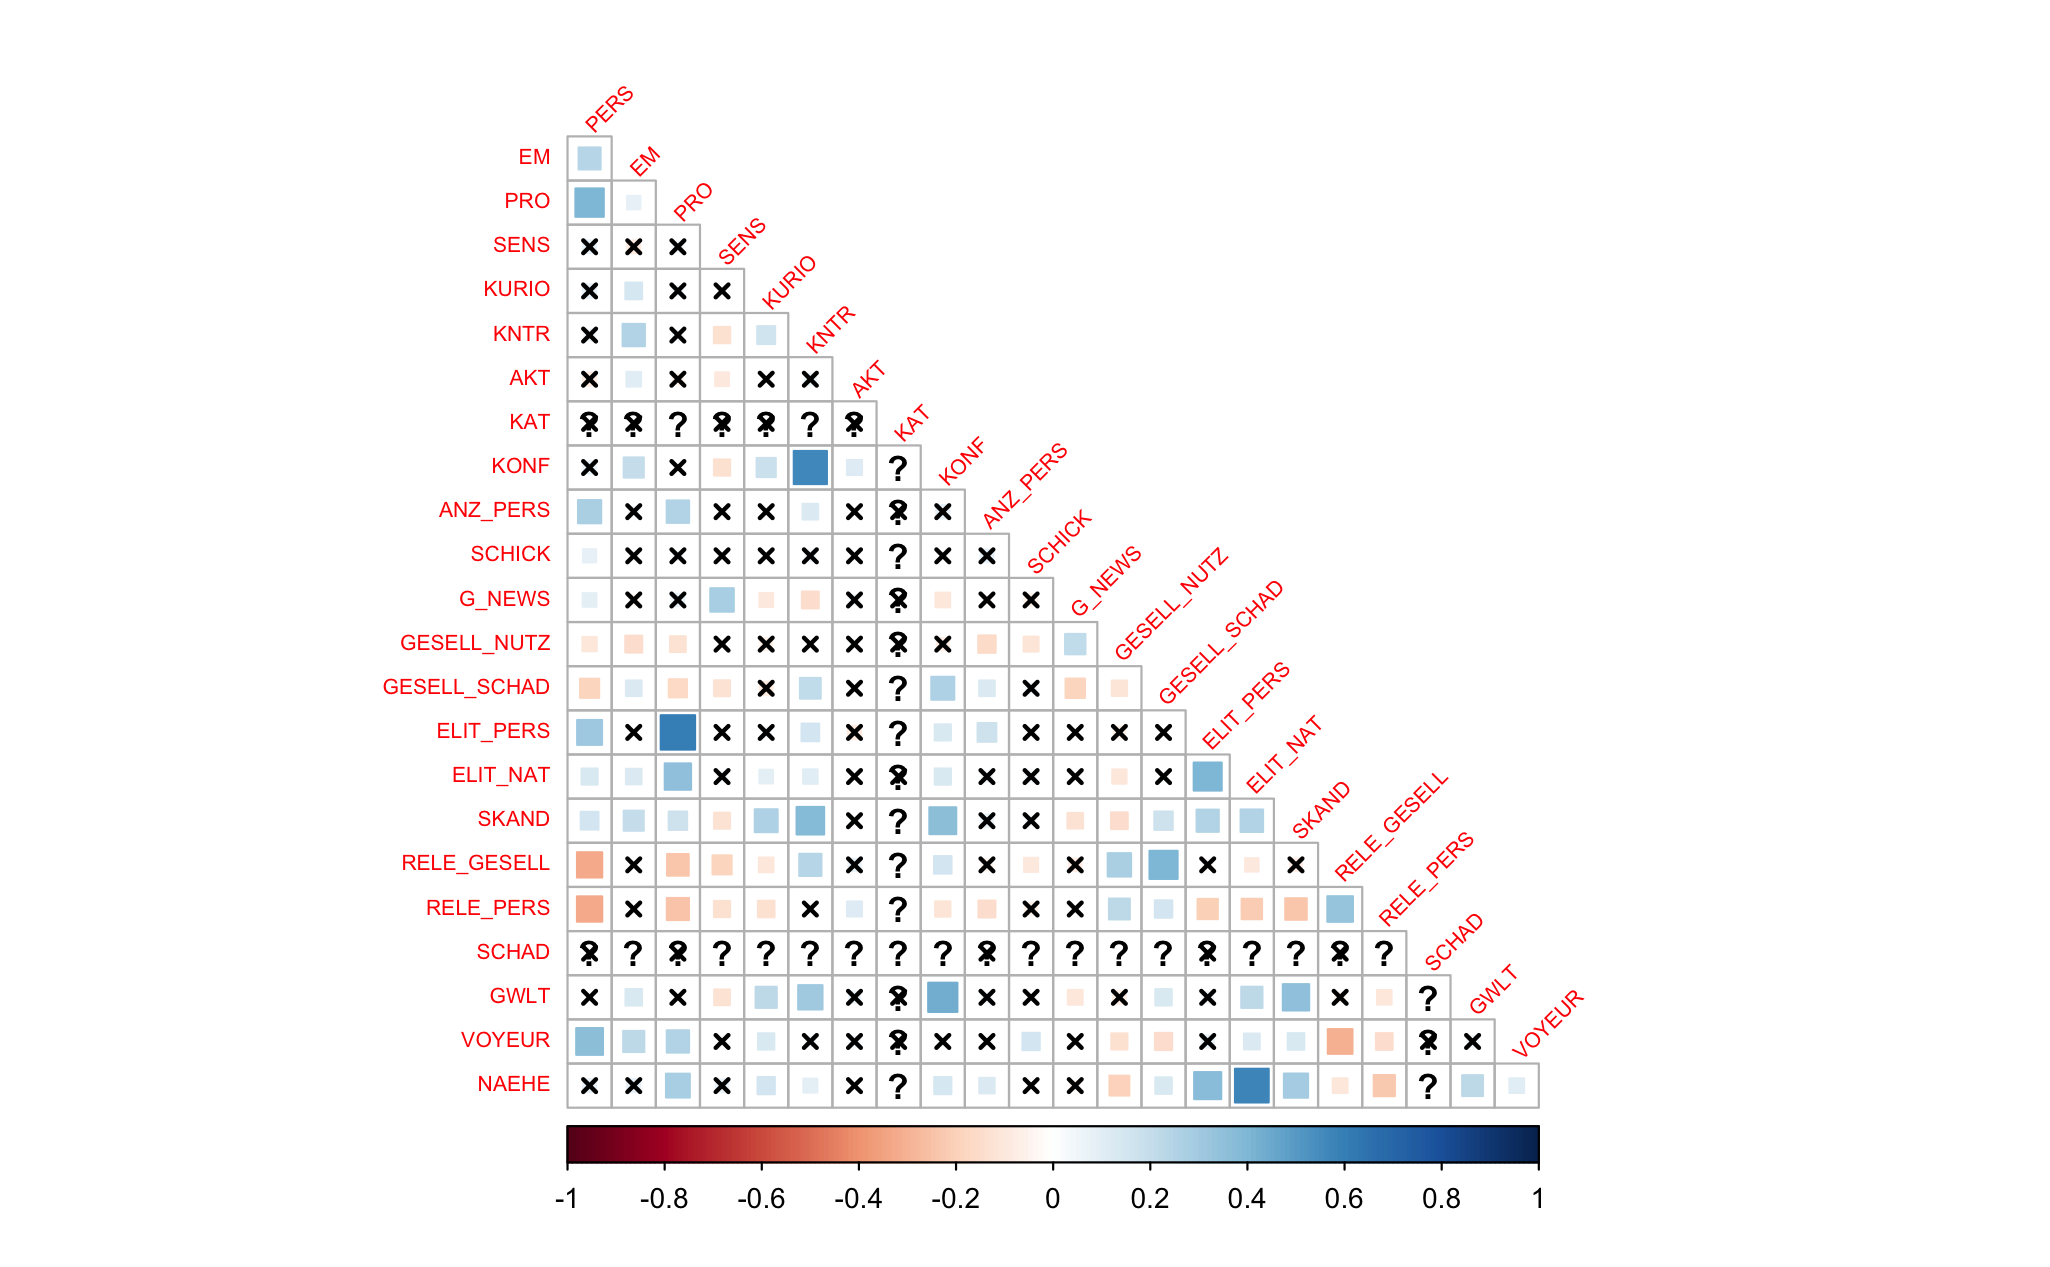 PERS
EM
PRO
SENS
KURIO
KNTR
AKT
KAT
KONF
ANZ_PERS
SCHICK
G_NEWS
GESELL_NUTZ
GESELL_SCHAD
ELIT_PERS
ELIT_NAT
SKAND
RELE_GESELL
RELE_PERS
SCHAD
GWLT
VOYEUR
EM
PRO
SENS
KURIO
KNTR
AKT
KAT
KONF
ANZ_PERS
SCHICK
G_NEWS
GESELL_NUTZ
GESELL_SCHAD
ELIT_PERS
ELIT_NAT
SKAND
RELE_GESELL
RELE_PERS
SCHAD
GWLT
VOYEUR
NAEHE
-1 -0.8 -0.6 -0.4 -0.2 0 0.2 0.4 0.6 0.8 1